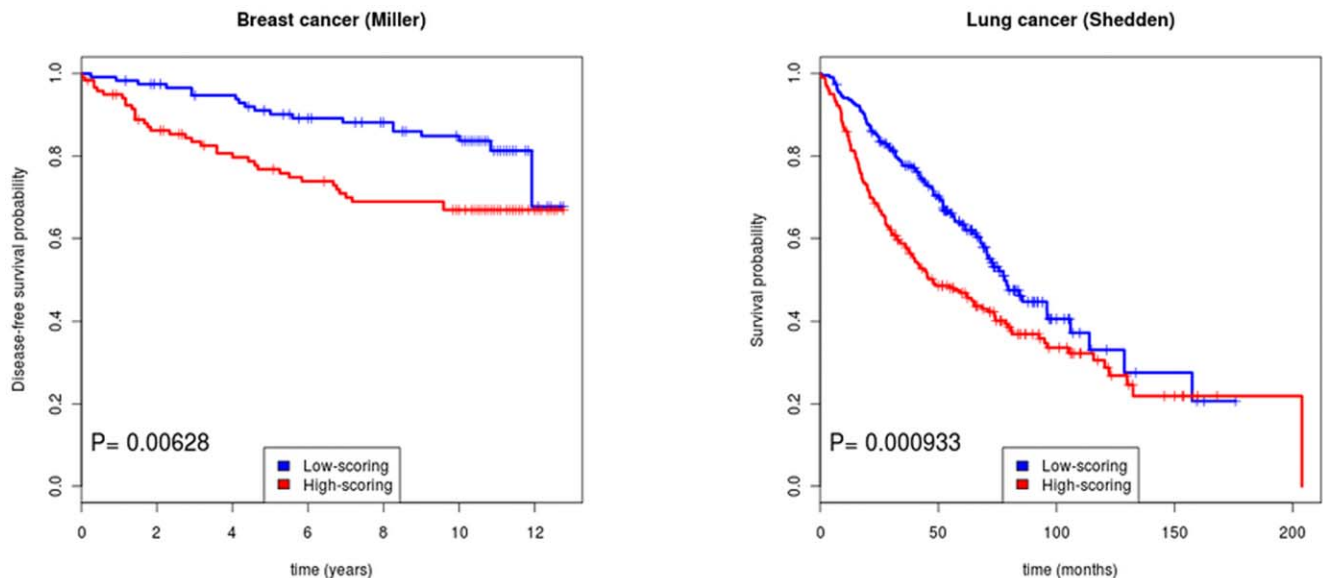 Breast cancer (Miller)
Disease-free survival probability
1.0
0.8
0.6
0.4
0.2
0.0
P= 0.00628
Low-scoring
High-scoring
0 2 4 6 8 10 12
time (years)
Lung cancer (Shedden)
Survival probability
1.0
0.8
0.6
0.4
0.2
0.0
P= 0.000933
Low-scoring
High-scoring
0 50 100 150 200
time (months)